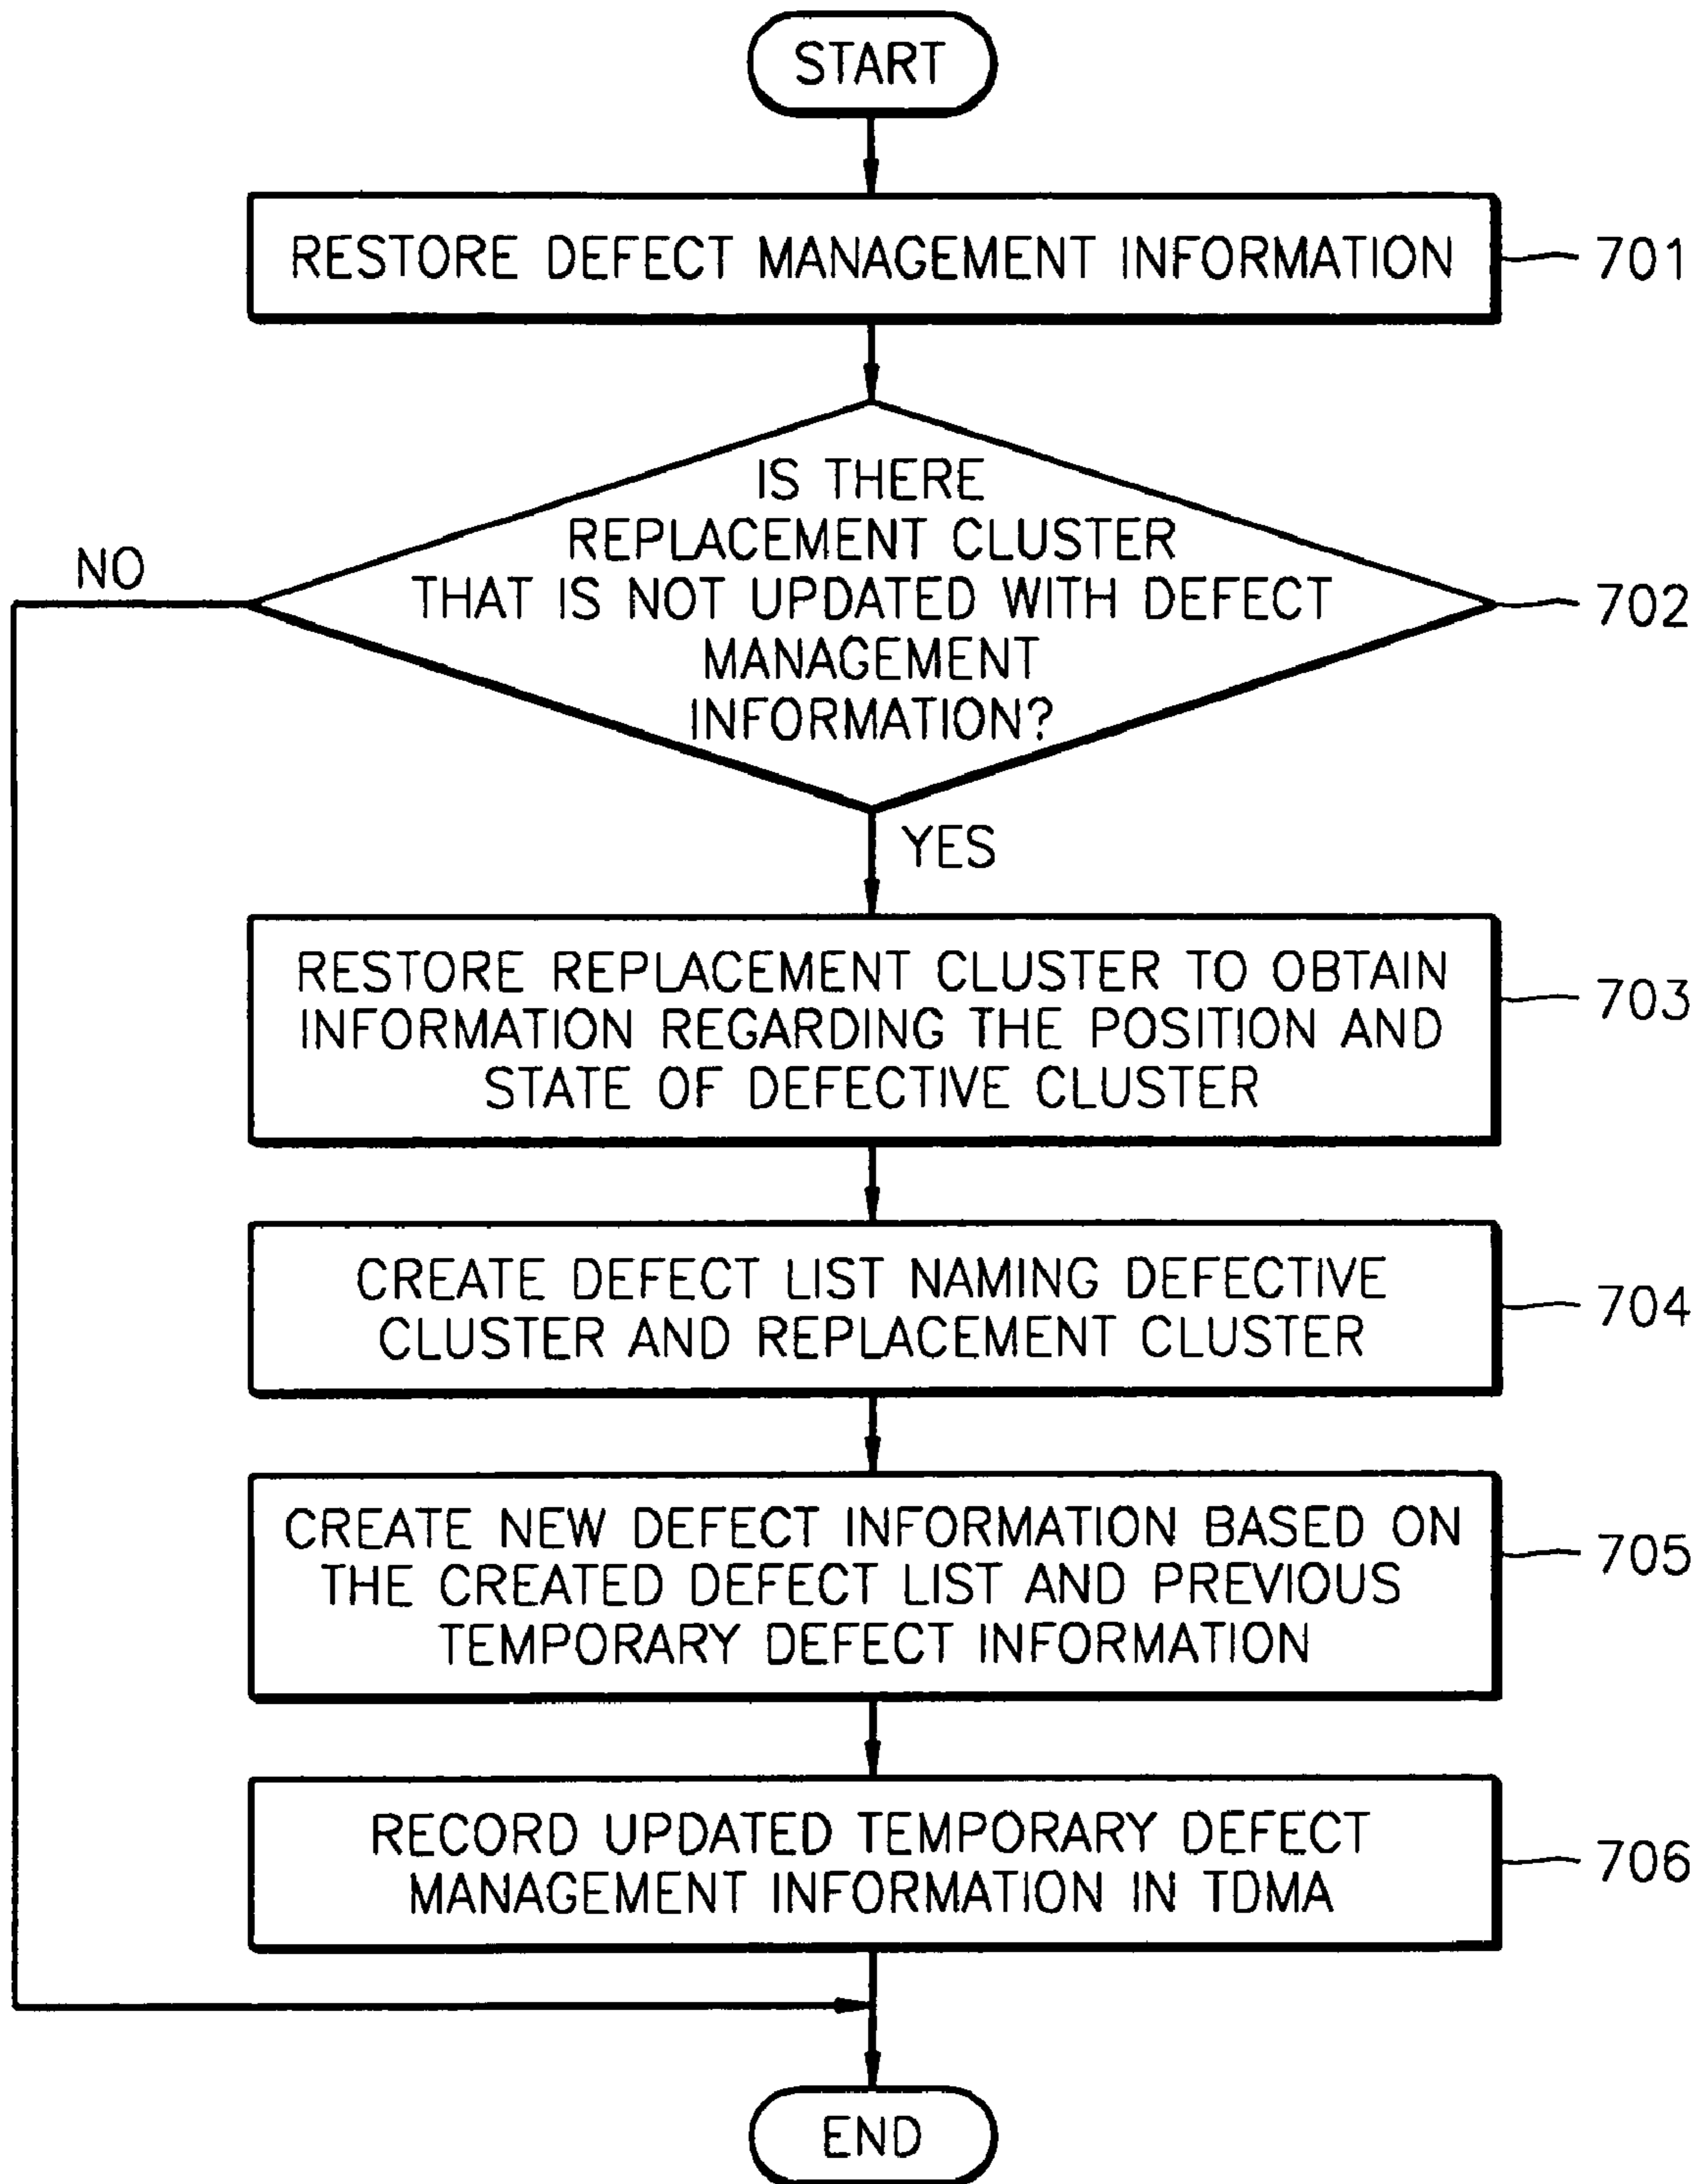 START
RESTORE DEFECT MANAGEMENT INFORMATION
701
IS THERE
REPLACEMENT CLUSTER
THAT IS NOT UPDATED WITH DEFECT
MANAGEMENT
INFORMATION?
NO
702
YES
RESTORE REPLACEMENT CLUSTER TO OBTAIN
INFORMATION REGARDING THE POSITION AND
STATE OF DEFECTIVE CLUSTER
703
CREATE DEFECT LIST NAMING DEFECTIVE
CLUSTER AND REPLACEMENT CLUSTER
704
CREATE NEW DEFECT INFORMATION BASED ON
THE CREATED DEFECT LIST AND PREVIOUS
TEMPORARY DEFECT INFORMATION
705
RECORD UPDATED TEMPORARY DEFECT
MANAGEMENT INFORMATION IN TDMA
706
END